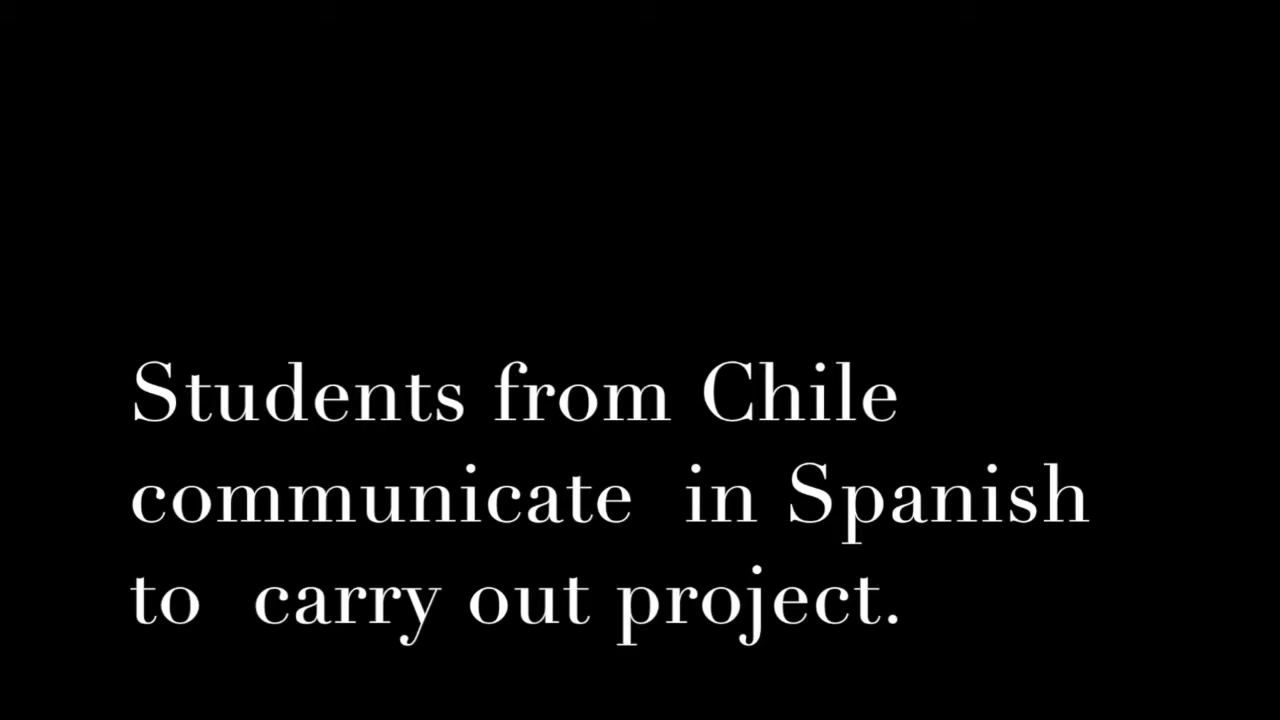 Students from Chile
communicate  in Spanish
to  carry out project.